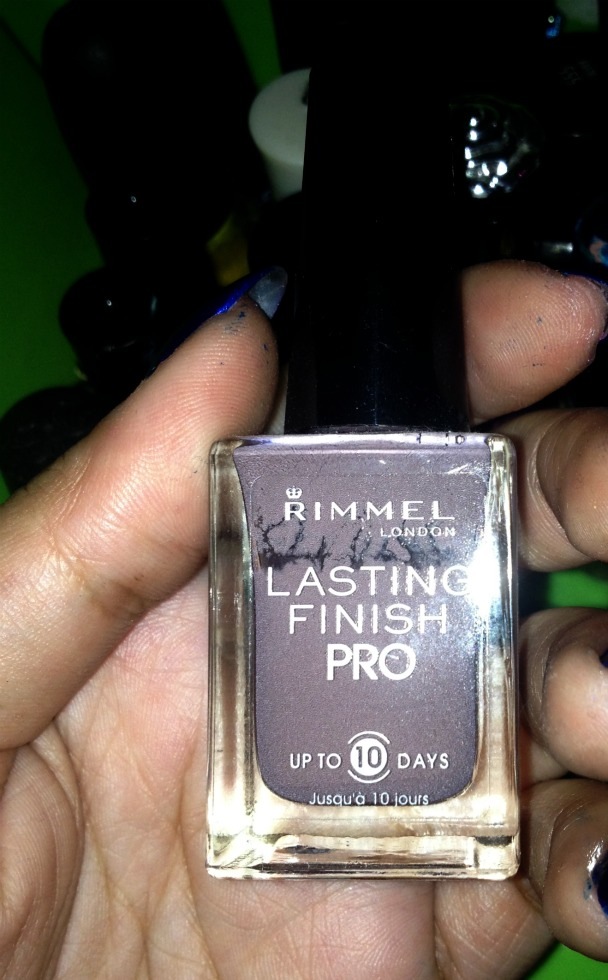 RIMMEL
LONDON
LASTING
FINISH
PRO
UP TO 10 DAYS
Jusqu'à 10 jours